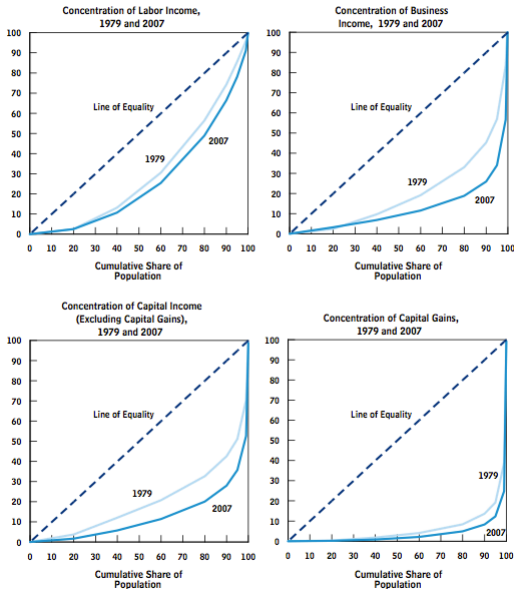 Concentration of Labor Income,
1979 and 2007
100
90
80
70
60
50
40
30
20
10
0
Line of Equality
1979
2007
0 10 20 30 40 50 60 70 80 90 100
Cumulative Share of
Population
Concentration of Business
Income, 1979 and 2007
100
90
80
70
60
50
40
30
20
10
0
Line of Equality
1979
2007
0 10 20 30 40 50 60 70 80 90 100
Cumulative Share of
Population
Concentration of Capital Income
(Excluding Capital Gains),
1979 and 2007
100
90
80
70
60
50
40
30
20
10
0
Line of Equality
1979
2007
0 10 20 30 40 50 60 70 80 90 100
Cumulative Share of
Population
Concentration of Capital Gains,
1979 and 2007
100
90
80
70
60
50
40
30
20
10
0
Line of Equality
1979
2007
0 10 20 30 40 50 60 70 80 90 100
Cumulative Share of
Population